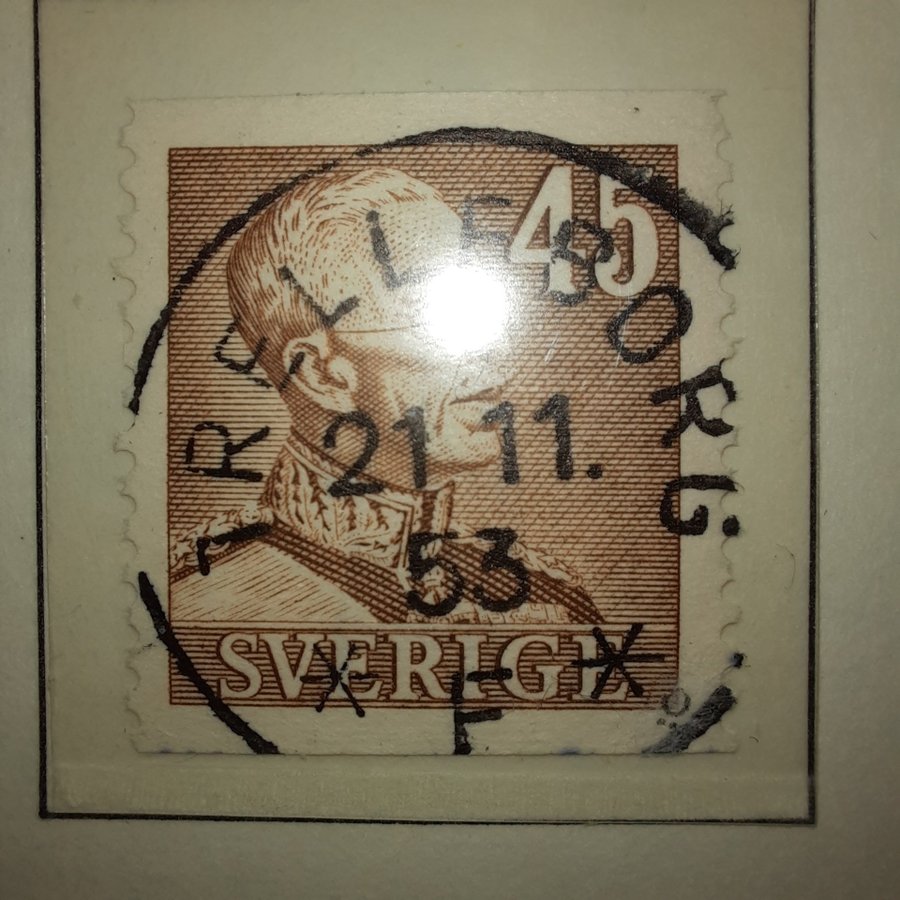 45
TRELLEBORG
21 11.
53
SVERIGE
* F *